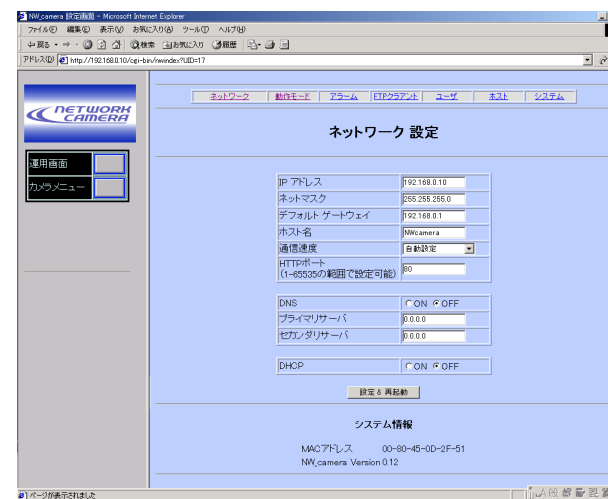 NW_camera 設定画面 - Microsoft Internet Explorer
ファイル(F) 編集(E) 表示(V) お気に入り(A) ツール(T) ヘルプ(H)
戻る 検索 お気に入り 履歴
アドレス(D) http://192.168.0.10/cgi-bin/nwindex?UID=17
NETWORK
CAMERA
運用画面
カメラメニュー
ネットワーク 動作モード アラーム FTPクライアント ユーザ ホスト システム
ネットワーク 設定
IP アドレス 192.168.0.10
ネットマスク 255.255.255.0
デフォルト ゲートウェイ 192.168.0.1
ホスト名 NWcamera
通信速度 自動設定
HTTPポート
(1-65535の範囲で設定可能) 80
DNS ON OFF
プライマリサーバ 0.0.0.0
セカンダリサーバ 0.0.0.0
DHCP ON OFF
設定 & 再起動
システム情報
MACアドレス 00-80-45-0D-2F-51
NW_camera Version 0.12
ページが表示されました
般